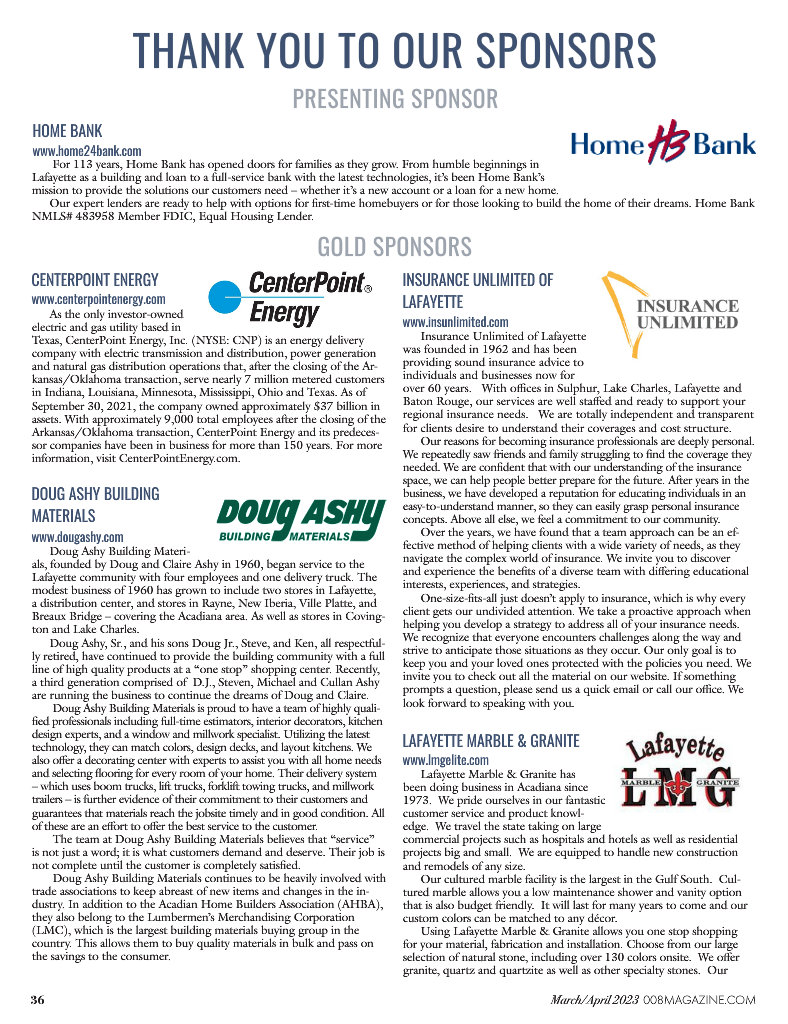 THANK YOU TO OUR SPONSORS
PRESENTING SPONSOR
HOME BANK
www.home24bank.com
Home HB Bank
For 113 years, Home Bank has opened doors for families as they grow. From humble beginnings in
Lafayette as a building and loan to a full-service bank with the latest technologies, it’s been Home Bank’s
mission to provide the solutions our customers need – whether it’s a new account or a loan for a new home.
Our expert lenders are ready to help with options for first-time homebuyers or for those looking to build the home of their dreams. Home Bank
NMLS# 483958 Member FDIC, Equal Housing Lender.
GOLD SPONSORS
CENTERPOINT ENERGY
www.centerpointenergy.com
CenterPoint®
Energy
As the only investor-owned
electric and gas utility based in
Texas, CenterPoint Energy, Inc. (NYSE: CNP) is an energy delivery
company with electric transmission and distribution, power generation
and natural gas distribution operations that, after the closing of the Ar-
kansas/Oklahoma transaction, serve nearly 7 million metered customers
in Indiana, Louisiana, Minnesota, Mississippi, Ohio and Texas. As of
September 30, 2021, the company owned approximately $37 billion in
assets. With approximately 9,000 total employees after the closing of the
Arkansas/Oklahoma transaction, CenterPoint Energy and its predeces-
sor companies have been in business for more than 150 years. For more
information, visit CenterPointEnergy.com.
DOUG ASHY BUILDING
MATERIALS
www.dougashy.com
DOUG ASHY
BUILDING MATERIALS
Doug Ashy Building Materi-
als, founded by Doug and Claire Ashy in 1960, began service to the
Lafayette community with four employees and one delivery truck. The
modest business of 1960 has grown to include two stores in Lafayette,
a distribution center, and stores in Rayne, New Iberia, Ville Platte, and
Breaux Bridge – covering the Acadiana area. As well as stores in Coving-
ton and Lake Charles.
Doug Ashy, Sr., and his sons Doug Jr., Steve, and Ken, all respectful-
ly retired, have continued to provide the building community with a full
line of high quality products at a “one stop” shopping center. Recently,
a third generation comprised of D.J., Steven, Michael and Cullan Ashy
are running the business to continue the dreams of Doug and Claire.
Doug Ashy Building Materials is proud to have a team of highly quali-
fied professionals including full-time estimators, interior decorators, kitchen
design experts, and a window and millwork specialist. Utilizing the latest
technology, they can match colors, design decks, and layout kitchens. We
also offer a decorating center with experts to assist you with all home needs
and selecting flooring for every room of your home. Their delivery system
– which uses boom trucks, lift trucks, forklift towing trucks, and millwork
trailers – is further evidence of their commitment to their customers and
guarantees that materials reach the jobsite timely and in good condition. All
of these are an effort to offer the best service to the customer.
The team at Doug Ashy Building Materials believes that “service”
is not just a word; it is what customers demand and deserve. Their job is
not complete until the customer is completely satisfied.
Doug Ashy Building Materials continues to be heavily involved with
trade associations to keep abreast of new items and changes in the in-
dustry. In addition to the Acadian Home Builders Association (AHBA),
they also belong to the Lumbermen’s Merchandising Corporation
(LMC), which is the largest building materials buying group in the
country. This allows them to buy quality materials in bulk and pass on
the savings to the consumer.
INSURANCE UNLIMITED OF
LAFAYETTE
www.insunlimited.com
INSURANCE
UNLIMITED
Insurance Unlimited of Lafayette
was founded in 1962 and has been
providing sound insurance advice to
individuals and businesses now for
over 60 years. With offices in Sulphur, Lake Charles, Lafayette and
Baton Rouge, our services are well staffed and ready to support your
regional insurance needs. We are totally independent and transparent
for clients desire to understand their coverages and cost structure.
Our reasons for becoming insurance professionals are deeply personal.
We repeatedly saw friends and family struggling to find the coverage they
needed. We are confident that with our understanding of the insurance
space, we can help people better prepare for the future. After years in the
business, we have developed a reputation for educating individuals in an
easy-to-understand manner, so they can easily grasp personal insurance
concepts. Above all else, we feel a commitment to our community.
Over the years, we have found that a team approach can be an ef-
fective method of helping clients with a wide variety of needs, as they
navigate the complex world of insurance. We invite you to discover
and experience the benefits of a diverse team with differing educational
interests, experiences, and strategies.
One-size-fits-all just doesn’t apply to insurance, which is why every
client gets our undivided attention. We take a proactive approach when
helping you develop a strategy to address all of your insurance needs.
We recognize that everyone encounters challenges along the way and
strive to anticipate those situations as they occur. Our only goal is to
keep you and your loved ones protected with the policies you need. We
invite you to check out all the material on our website. If something
prompts a question, please send us a quick email or call our office. We
look forward to speaking with you.
LAFAYETTE MARBLE & GRANITE
www.lmgelite.com
Lafayette
LMG
MARBLE GRANITE
Lafayette Marble & Granite has
been doing business in Acadiana since
1973. We pride ourselves in our fantastic
customer service and product knowl-
edge. We travel the state taking on large
commercial projects such as hospitals and hotels as well as residential
projects big and small. We are equipped to handle new construction
and remodels of any size.
Our cultured marble facility is the largest in the Gulf South. Cul-
tured marble allows you a low maintenance shower and vanity option
that is also budget friendly. It will last for many years to come and our
custom colors can be matched to any décor.
Using Lafayette Marble & Granite allows you one stop shopping
for your material, fabrication and installation. Choose from our large
selection of natural stone, including over 130 colors onsite. We offer
granite, quartz and quartzite as well as other specialty stones. Our
36
March/April 2023 008MAGAZINE.COM